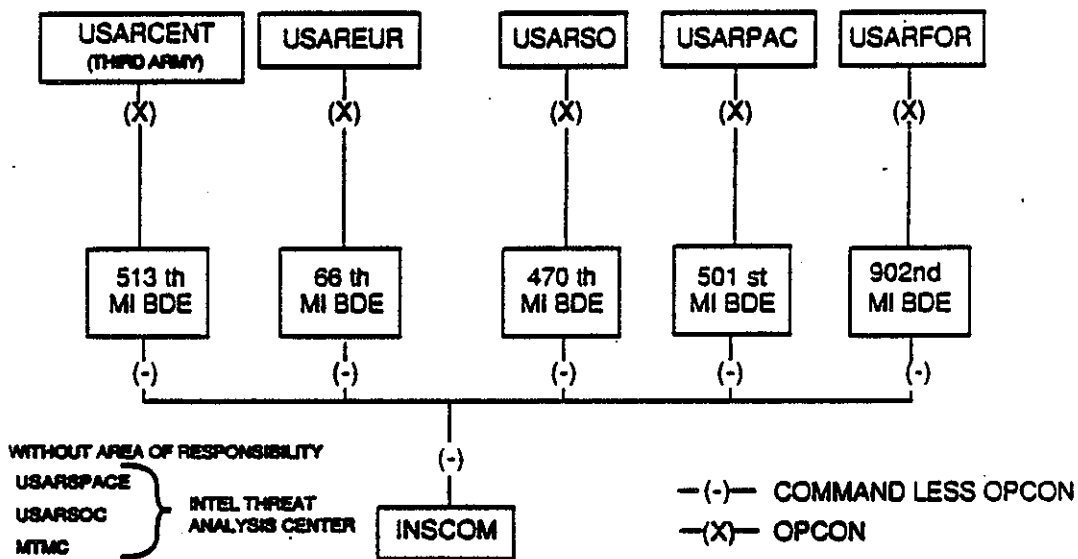 USARCENT
(THIRD ARMY)
USAREUR
USARSO
USARPAC
USARFOR
(X)
(X)
(X)
(X)
(X)
513 th
MI BDE
66 th
MI BDE
470 th
MI BDE
501 st
MI BDE
902nd
MI BDE
(-)
(-)
(-)
(-)
(-)
WITHOUT AREA OF RESPONSIBILITY
USARSPACE
USARSOC
MTMC
INTEL THREAT
ANALYSIS CENTER
(-)
INSCOM
(-) COMMAND LESS OPCON
(X) OPCON